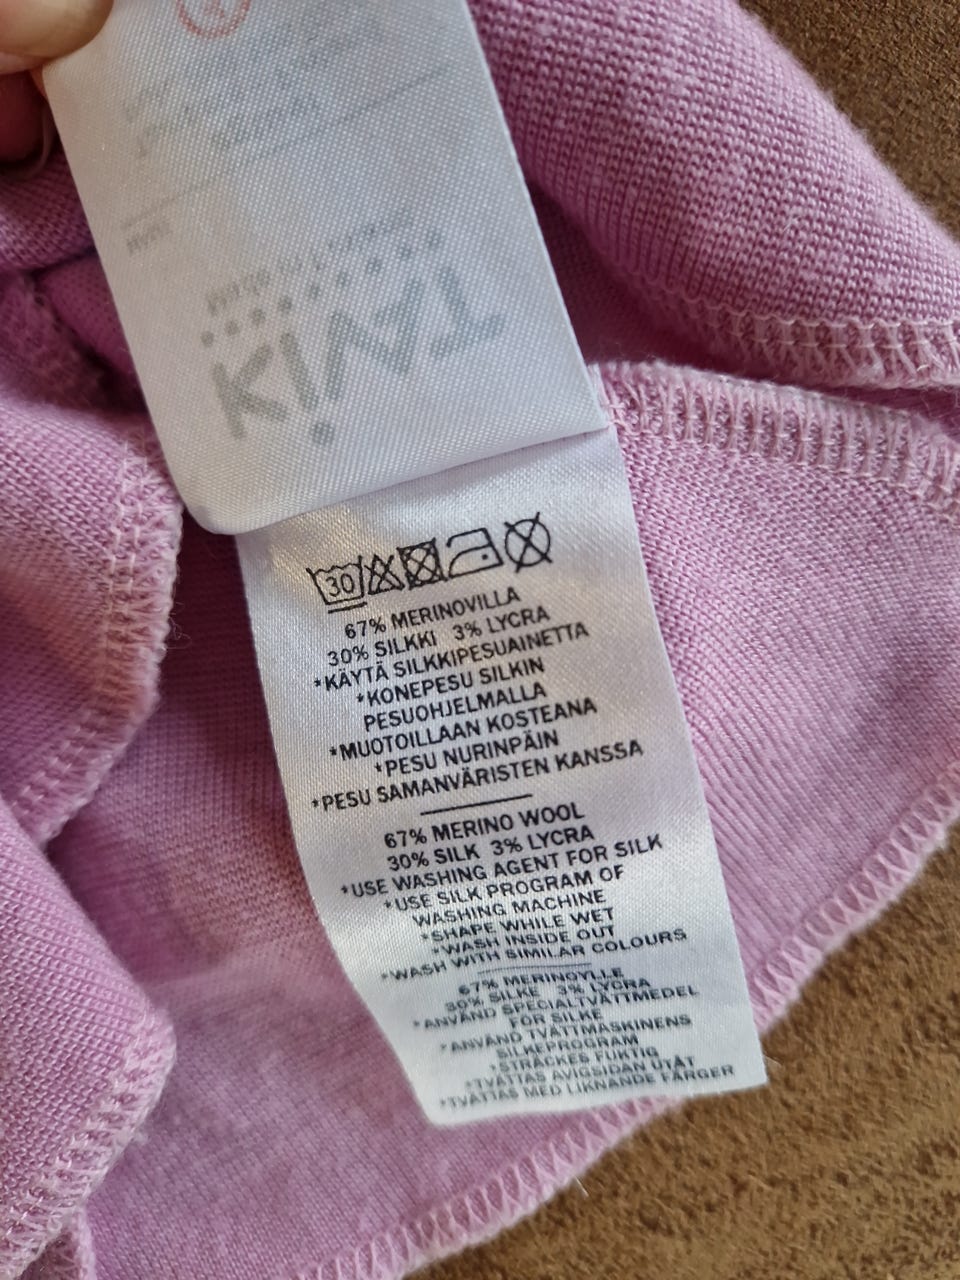 TAIKA
30
67% MERINOVILLA
30% SILKKI 3% LYCRA
*KÄYTÄ SILKKIPESUAINETTA
*KONEPESU SILKIN
PESUOHJELMALLA
*MUOTOILLAAN KOSTEANA
*PESU NURINPÄIN
*PESU SAMANVÄRISTEN KANSSA
67% MERINO WOOL
30% SILK 3% LYCRA
*USE WASHING AGENT FOR SILK
*USE SILK PROGRAM OF
WASHING MACHINE
*SHAPE WHILE WET
*WASH INSIDE OUT
*WASH WITH SIMILAR COLOURS
67% MERINOYLLE
30% SILKE 3% LYCRA
*ANVÄND SPECIALTVÄTTMEDEL
FÖR SILKE
*ANVÄND TVÄTTMASKINENS
SILKEPROGRAM
*STRÄCKES FUKTIG
*TVÄTTAS AVIGSIDAN UTÅT
*TVÄTTAS MED LIKNANDE FÄRGER